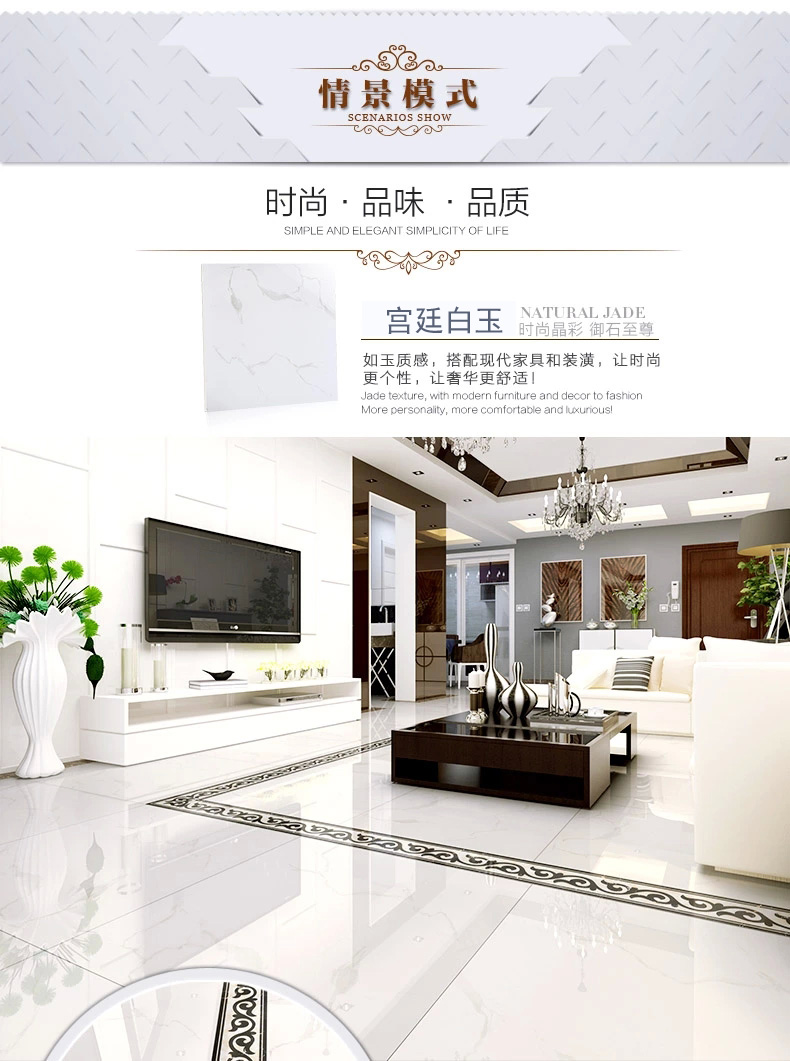 情景模式
SCENARIOS SHOW
时尚·品味·品质
SIMPLE AND ELEGANT SIMPLICITY OF LIFE
宫廷白玉
NATURAL JADE
时尚晶彩 御石至尊
如玉质感，搭配现代家具和装潢，让时尚
更个性，让奢华更舒适！
Jade texture, with modern furniture and decor to fashion
More personality, more comfortable and luxurious!